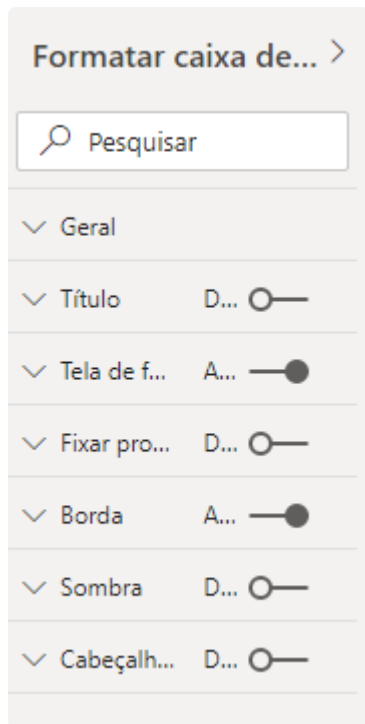 Formatar caixa de...
Pesquisar
Geral
Título D...
Tela de f... A...
Fixar pro... D...
Borda A...
Sombra D...
Cabeçalh... D...